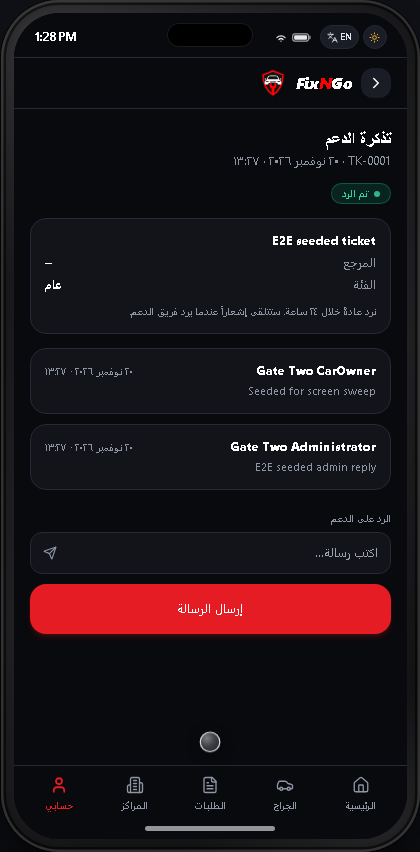 1:28 PM
EN
FixNGo
تذكرة الدعم
TK-0001 · ٢٠ نوفمبر ٢٠٢٦ · ١٣:٢٧
تم الرد
E2E seeded ticket
المرجع
—
الفئة
عام
نرد عادةً خلال ٢٤ ساعة. ستتلقى إشعاراً عندما يرد فريق الدعم.
Gate Two CarOwner
٢٠ نوفمبر ٢٠٢٦ · ١٣:٢٧
Seeded for screen sweep
Gate Two Administrator
٢٠ نوفمبر ٢٠٢٦ · ١٣:٢٧
E2E seeded admin reply
الرد على الدعم
اكتب رسالة...
إرسال الرسالة
الرئيسية
الجراج
الطلبات
المراكز
حسابي